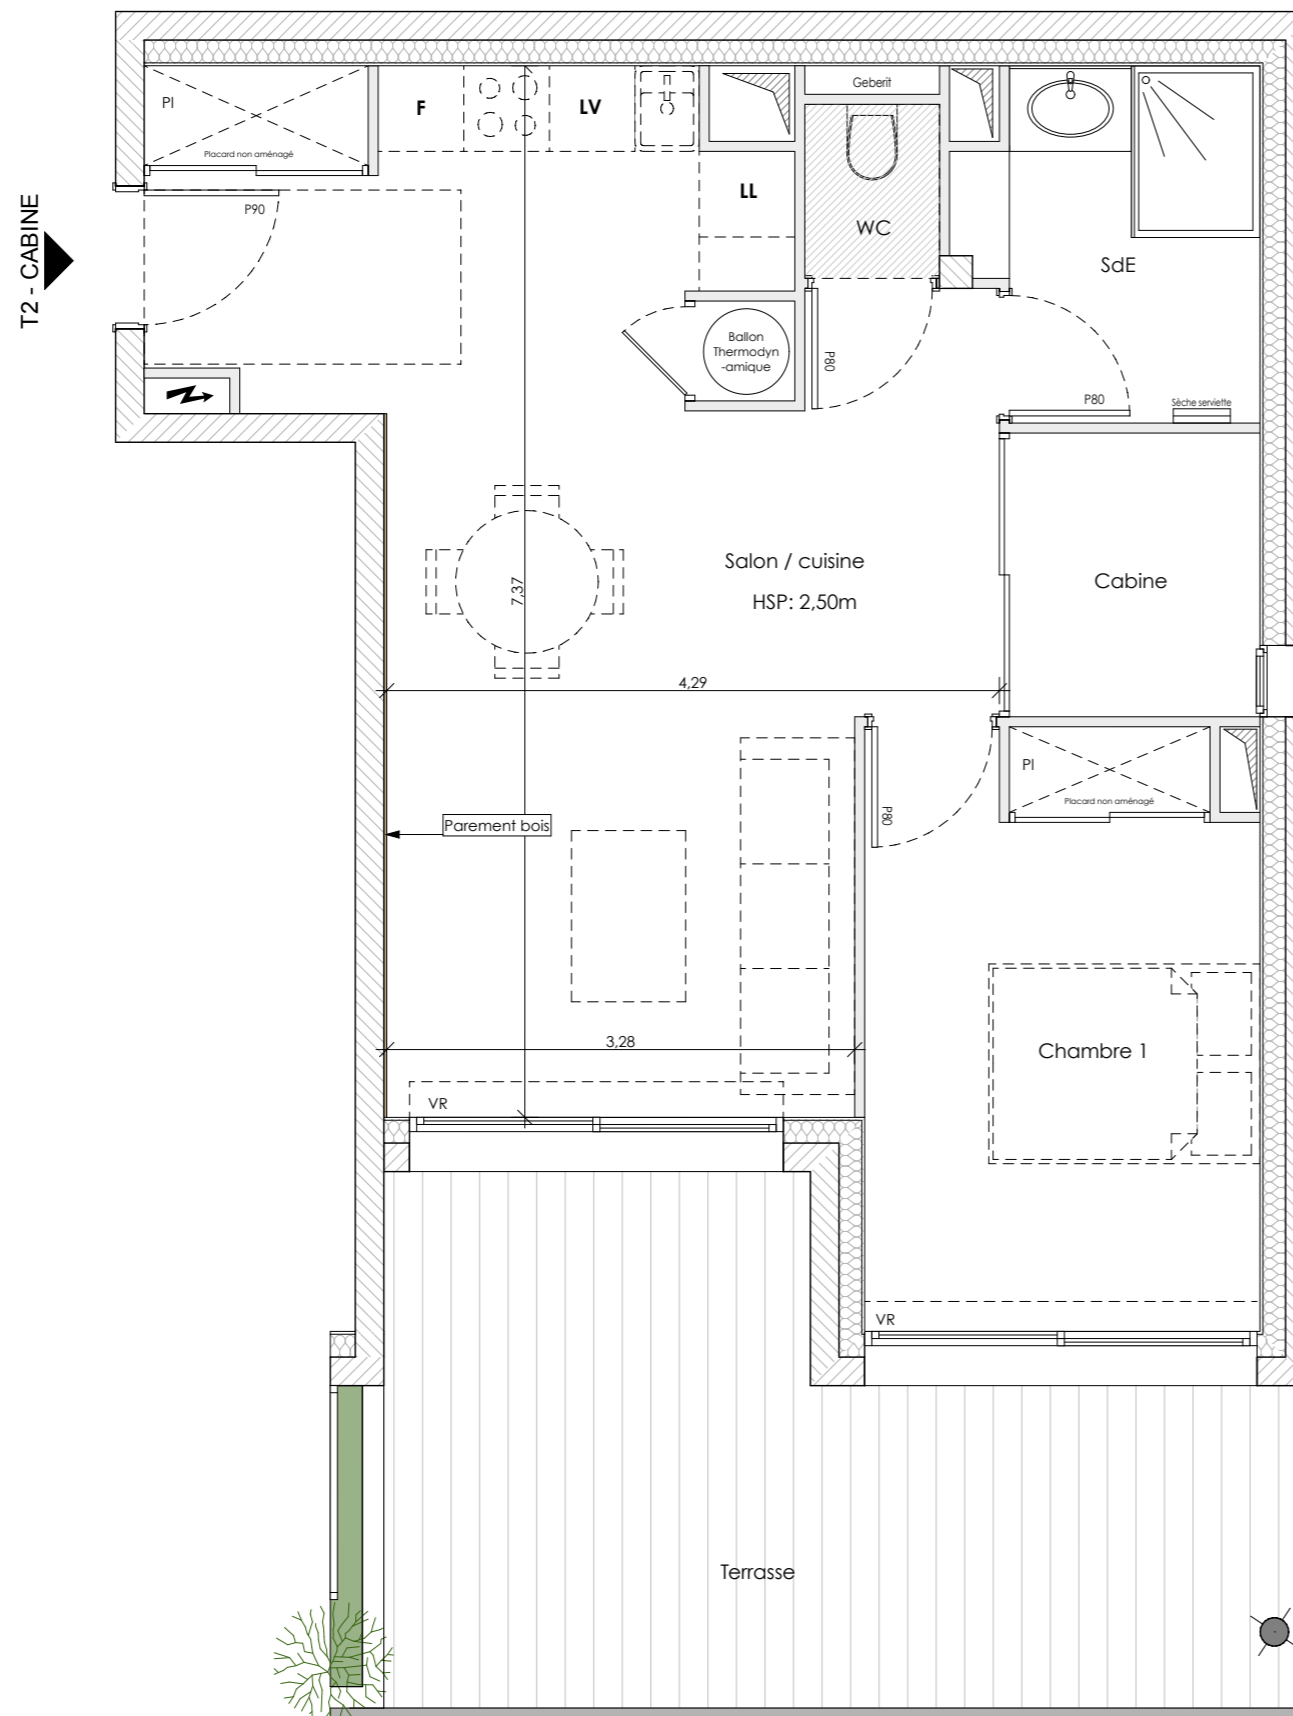 T2 - CABINE
Pl
Placard non aménagé
F
LV
Geberit
P90
LL
WC
SdE
Ballon
Thermodyn
-amique
P80
P80
Sèche serviette
Salon / cuisine
HSP: 2,50m
7,37
Cabine
4,29
Pl
Placard non aménagé
P80
Parement bois
3,28
Chambre 1
VR
VR
Terrasse